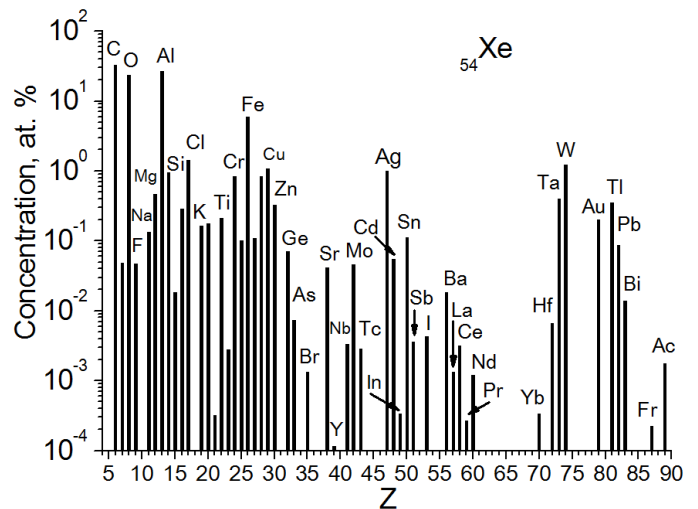 Concentration, at. %
10^2
10^1
10^0
10^-1
10^-2
10^-3
10^-4
54Xe
C
O
Al
Fe
Cl
Mg
Si
Cr
Cu
Na
F
K
Ti
Zn
Ge
As
Br
Sr
Y
Nb
Mo
Tc
Ag
Cd
Sn
In
Sb
I
Ba
La
Ce
Pr
Nd
Yb
Hf
Ta
W
Au
Tl
Pb
Bi
Fr
Ac
5 10 15 20 25 30 35 40 45 50 55 60 65 70 75 80 85 90
Z